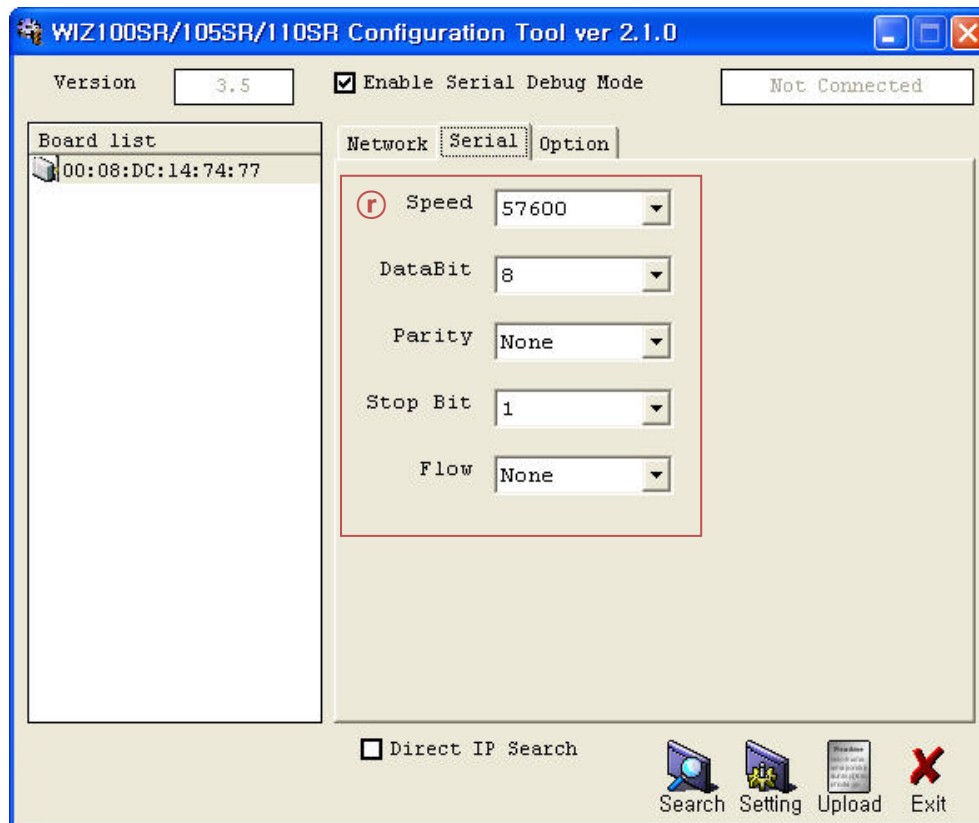 WIZ100SR/105SR/110SR Configuration Tool ver 2.1.0
Version 3.5 Enable Serial Debug Mode Not Connected
Board list
00:08:DC:14:74:77
Network Serial Option
ⓡ Speed 57600
DataBit 8
Parity None
Stop Bit 1
Flow None
Direct IP Search
Search Setting Upload Exit